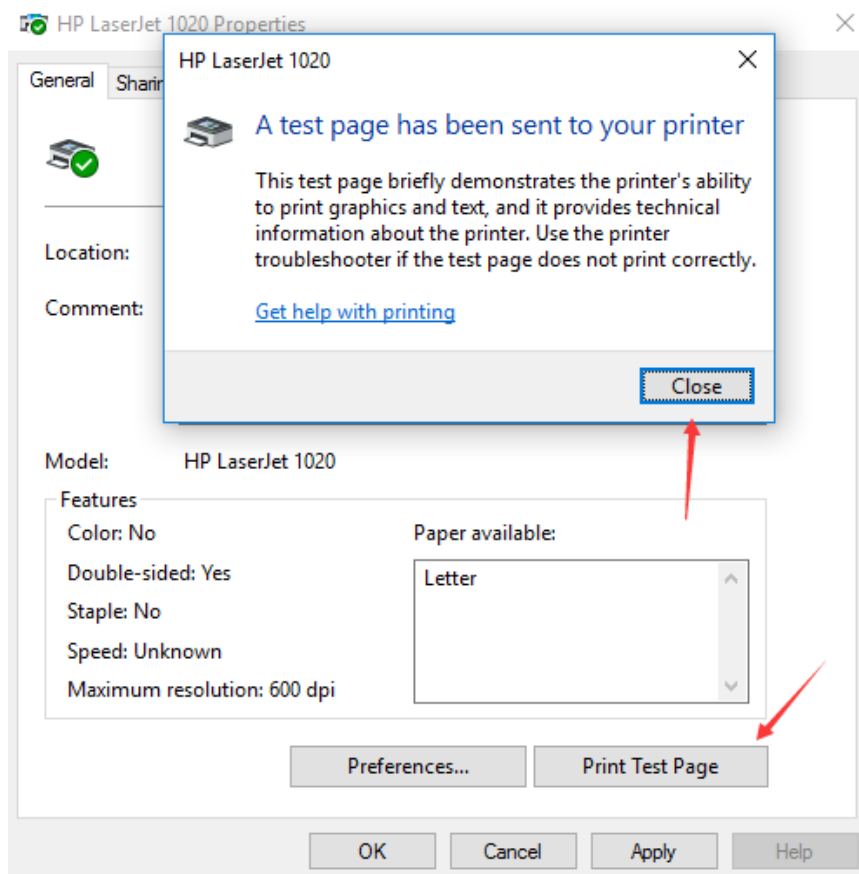 HP LaserJet 1020 Properties
General
HP LaserJet 1020
A test page has been sent to your printer
This test page briefly demonstrates the printer's ability
to print graphics and text, and it provides technical
information about the printer. Use the printer
troubleshooter if the test page does not print correctly.
Location:
Comment:
Get help with printing
Close
Model: HP LaserJet 1020
Features
Color: No
Paper available:
Double-sided: Yes
Letter
Staple: No
Speed: Unknown
Maximum resolution: 600 dpi
Preferences...
Print Test Page
OK
Cancel
Apply
Help